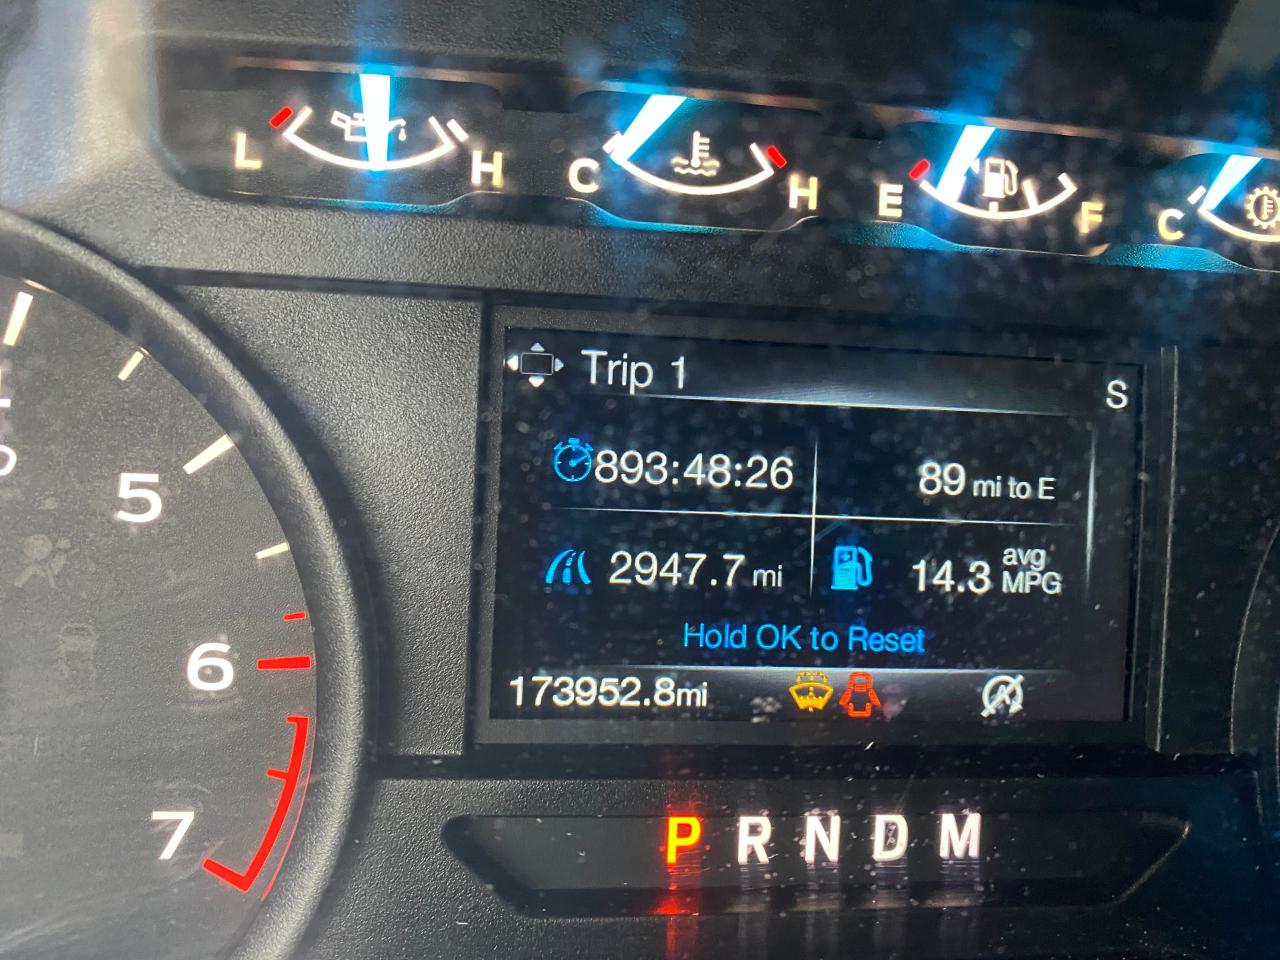 L H C H E F C
Trip 1
S
893:48:26 89 mi to E
2947.7 mi 14.3 avg MPG
Hold OK to Reset
173952.8mi
5
6
7
P R N D M